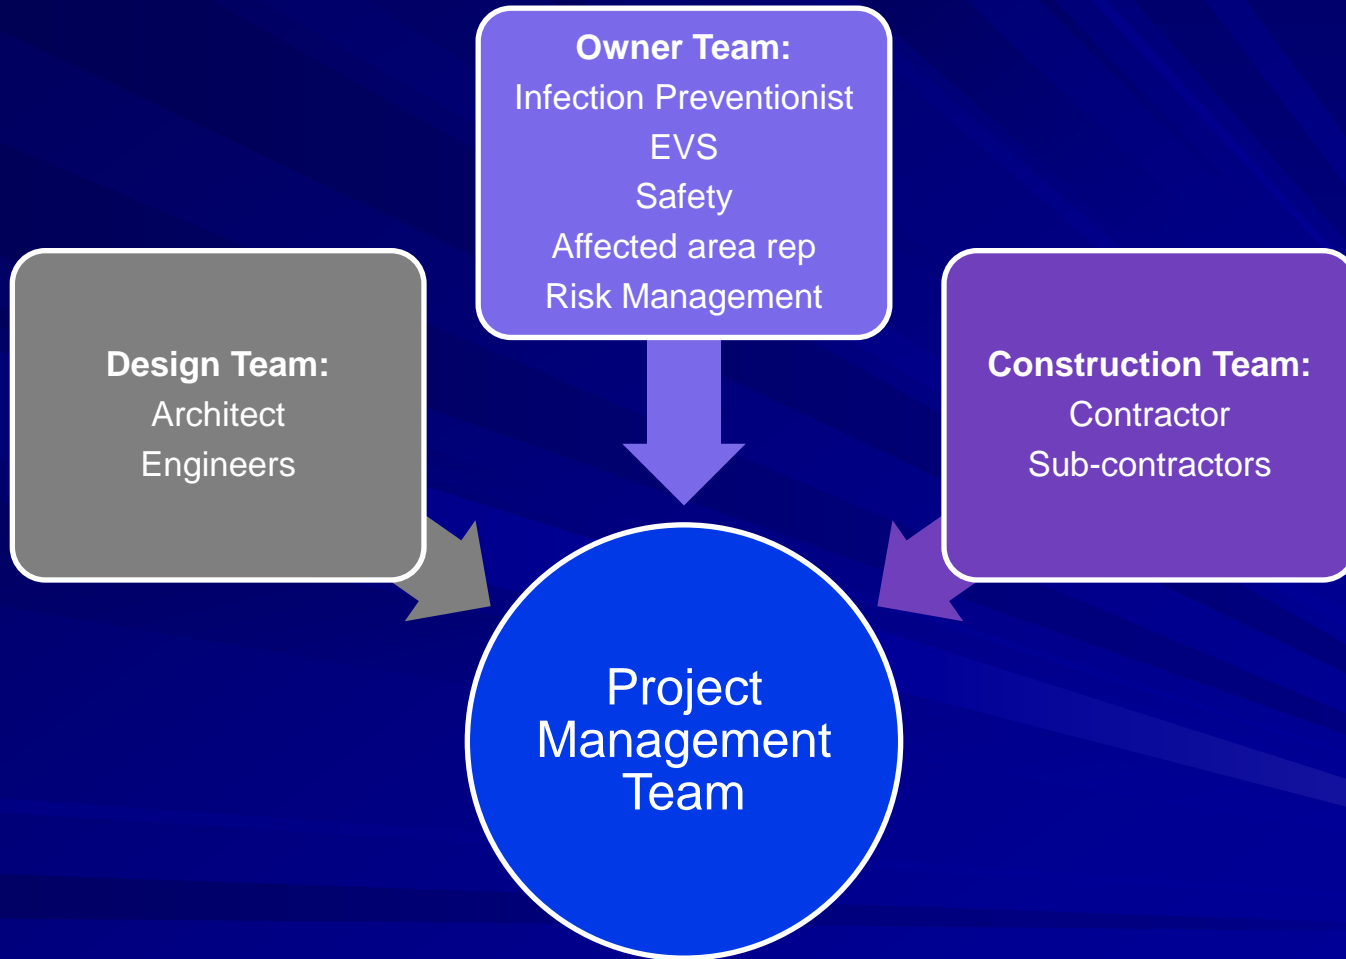 Owner Team:
Infection Preventionist
EVS
Safety
Affected area rep
Risk Management
Design Team:
Architect
Engineers
Construction Team:
Contractor
Sub-contractors
Project
Management
Team